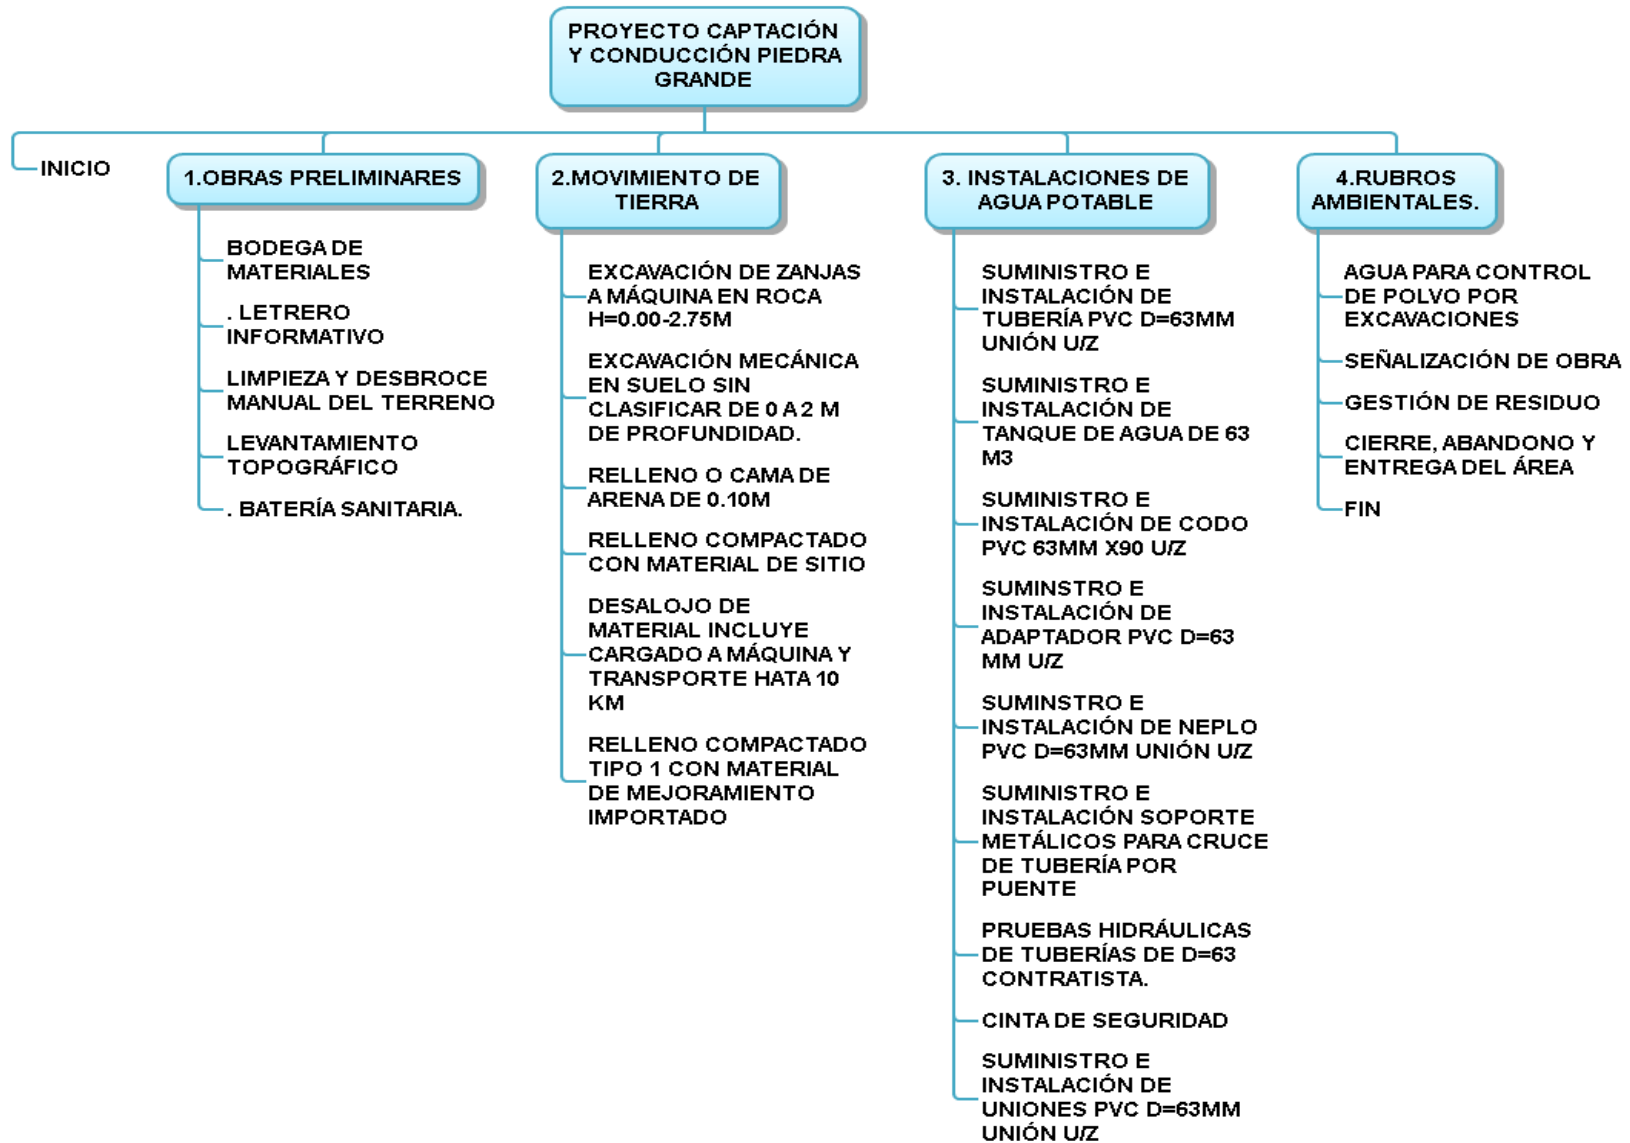 PROYECTO CAPTACIÓN
Y CONDUCCIÓN PIEDRA
GRANDE
INICIO
1.OBRAS PRELIMINARES
BODEGA DE
MATERIALES
. LETRERO
INFORMATIVO
LIMPIEZA Y DESBROCE
MANUAL DEL TERRENO
LEVANTAMIENTO
TOPOGRÁFICO
. BATERÍA SANITARIA.
2.MOVIMIENTO DE
TIERRA
EXCAVACIÓN DE ZANJAS
A MÁQUINA EN ROCA
H=0.00-2.75M
EXCAVACIÓN MECÁNICA
EN SUELO SIN
CLASIFICAR DE 0 A 2 M
DE PROFUNDIDAD.
RELLENO O CAMA DE
ARENA DE 0.10M
RELLENO COMPACTADO
CON MATERIAL DE SITIO
DESALOJO DE
MATERIAL INCLUYE
CARGADO A MÁQUINA Y
TRANSPORTE HATA 10
KM
RELLENO COMPACTADO
TIPO 1 CON MATERIAL
DE MEJORAMIENTO
IMPORTADO
3. INSTALACIONES DE
AGUA POTABLE
SUMINISTRO E
INSTALACIÓN DE
TUBERÍA PVC D=63MM
UNIÓN U/Z
SUMINISTRO E
INSTALACIÓN DE
TANQUE DE AGUA DE 63
M3
SUMINISTRO E
INSTALACIÓN DE CODO
PVC 63MM X90 U/Z
SUMINSTRO E
INSTALACIÓN DE
ADAPTADOR PVC D=63
MM U/Z
SUMINSTRO E
INSTALACIÓN DE NEPLO
PVC D=63MM UNIÓN U/Z
SUMINISTRO E
INSTALACIÓN SOPORTE
METÁLICOS PARA CRUCE
DE TUBERÍA POR
PUENTE
PRUEBAS HIDRÁULICAS
DE TUBERÍAS DE D=63
CONTRATISTA.
CINTA DE SEGURIDAD
SUMINISTRO E
INSTALACIÓN DE
UNIONES PVC D=63MM
UNIÓN U/Z
4.RUBROS
AMBIENTALES.
AGUA PARA CONTROL
DE POLVO POR
EXCAVACIONES
SEÑALIZACIÓN DE OBRA
GESTIÓN DE RESIDUO
CIERRE, ABANDONO Y
ENTREGA DEL ÁREA
FIN